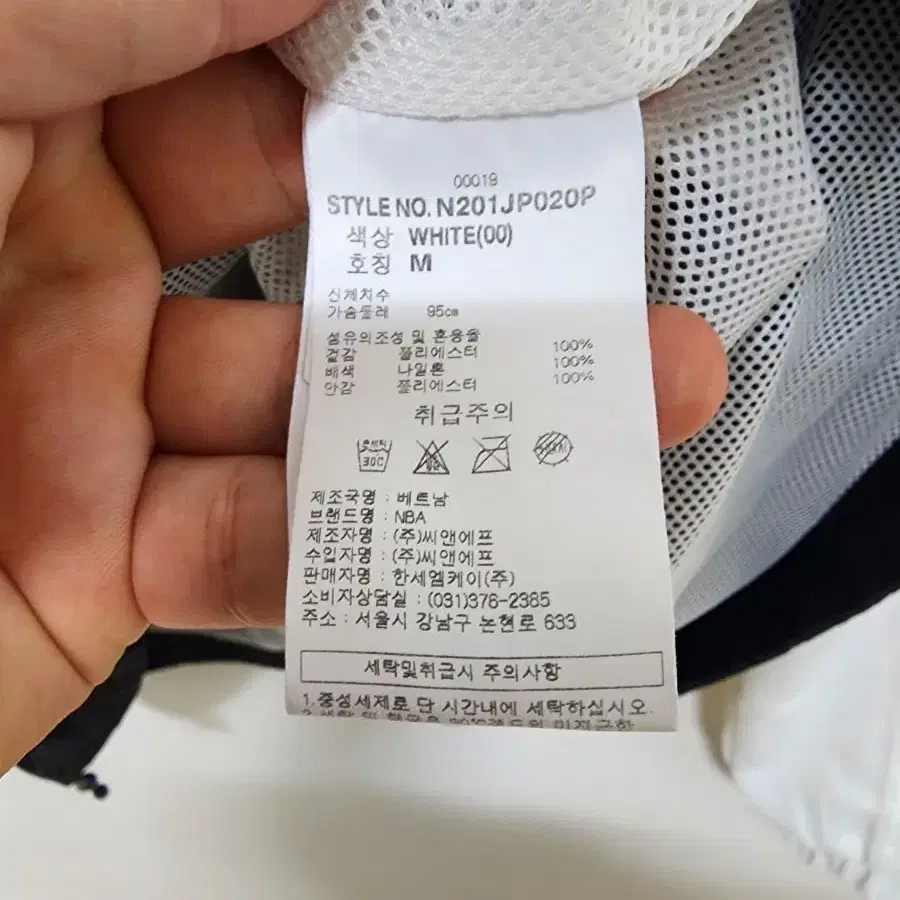 00019
STYLE NO. N201JP020P
색상 WHITE(00)
호칭 M
신체치수
가슴둘레 95cm
섬유의조성 및 혼용율
겉감 폴리에스터 100%
배색 나일론 100%
안감 폴리에스터 100%
취급주의
30C
제조국명 : 베트남
브랜드명 : NBA
제조자명 : (주)씨앤에프
수입자명 : (주)씨앤에프
판매자명 : 한세엠케이(주)
소비자상담실 : (031)376-2385
주소 : 서울시 강남구 논현로 633
세탁및취급시 주의사항
1.중성세제로 단 시간내에 세탁하십시오.